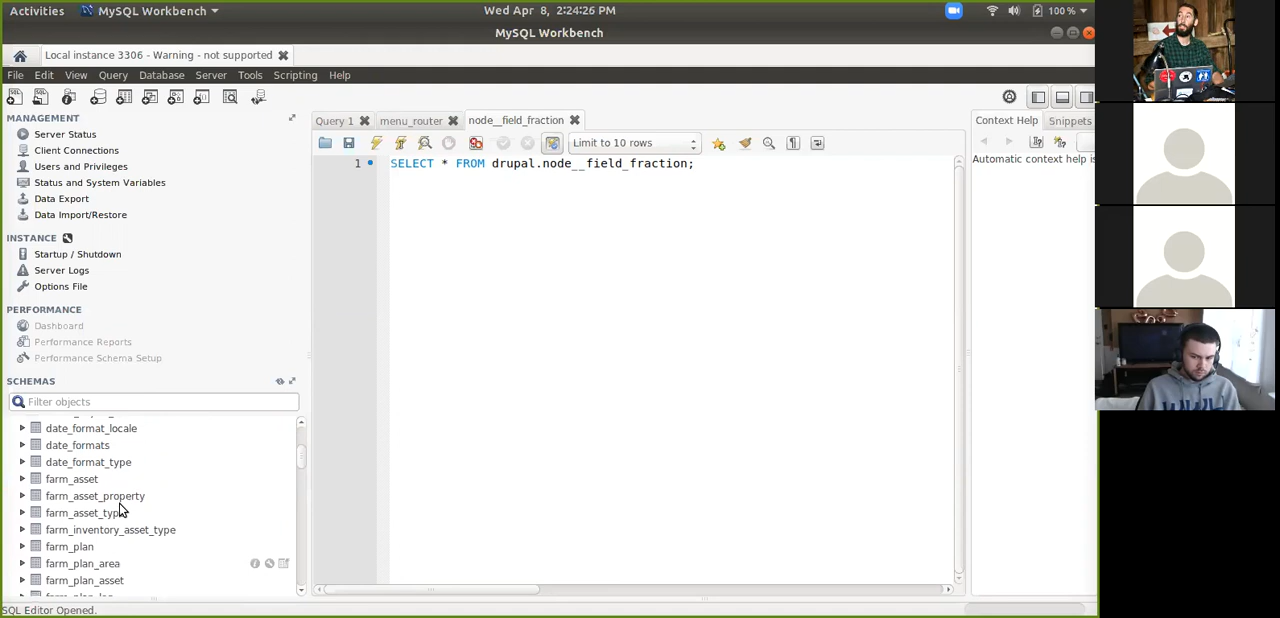 Activities
MySQL Workbench
Wed Apr 8, 2:24:26 PM
100 %
MySQL Workbench
Local instance 3306 - Warning - not supported
File Edit View Query Database Server Tools Scripting Help
MANAGEMENT
Server Status
Client Connections
Users and Privileges
Status and System Variables
Data Export
Data Import/Restore
INSTANCE
Startup / Shutdown
Server Logs
Options File
PERFORMANCE
Dashboard
Performance Reports
Performance Schema Setup
SCHEMAS
Filter objects
date_format_locale
date_formats
date_format_type
farm_asset
farm_asset_property
farm_asset_typ
farm_inventory_asset_type
farm_plan
farm_plan_area
farm_plan_asset
SQL Editor Opened.
Query 1
menu_router
node__field_fraction
Limit to 10 rows
1
SELECT * FROM drupal.node__field_fraction;
Context Help
Snippets
Automatic context help is